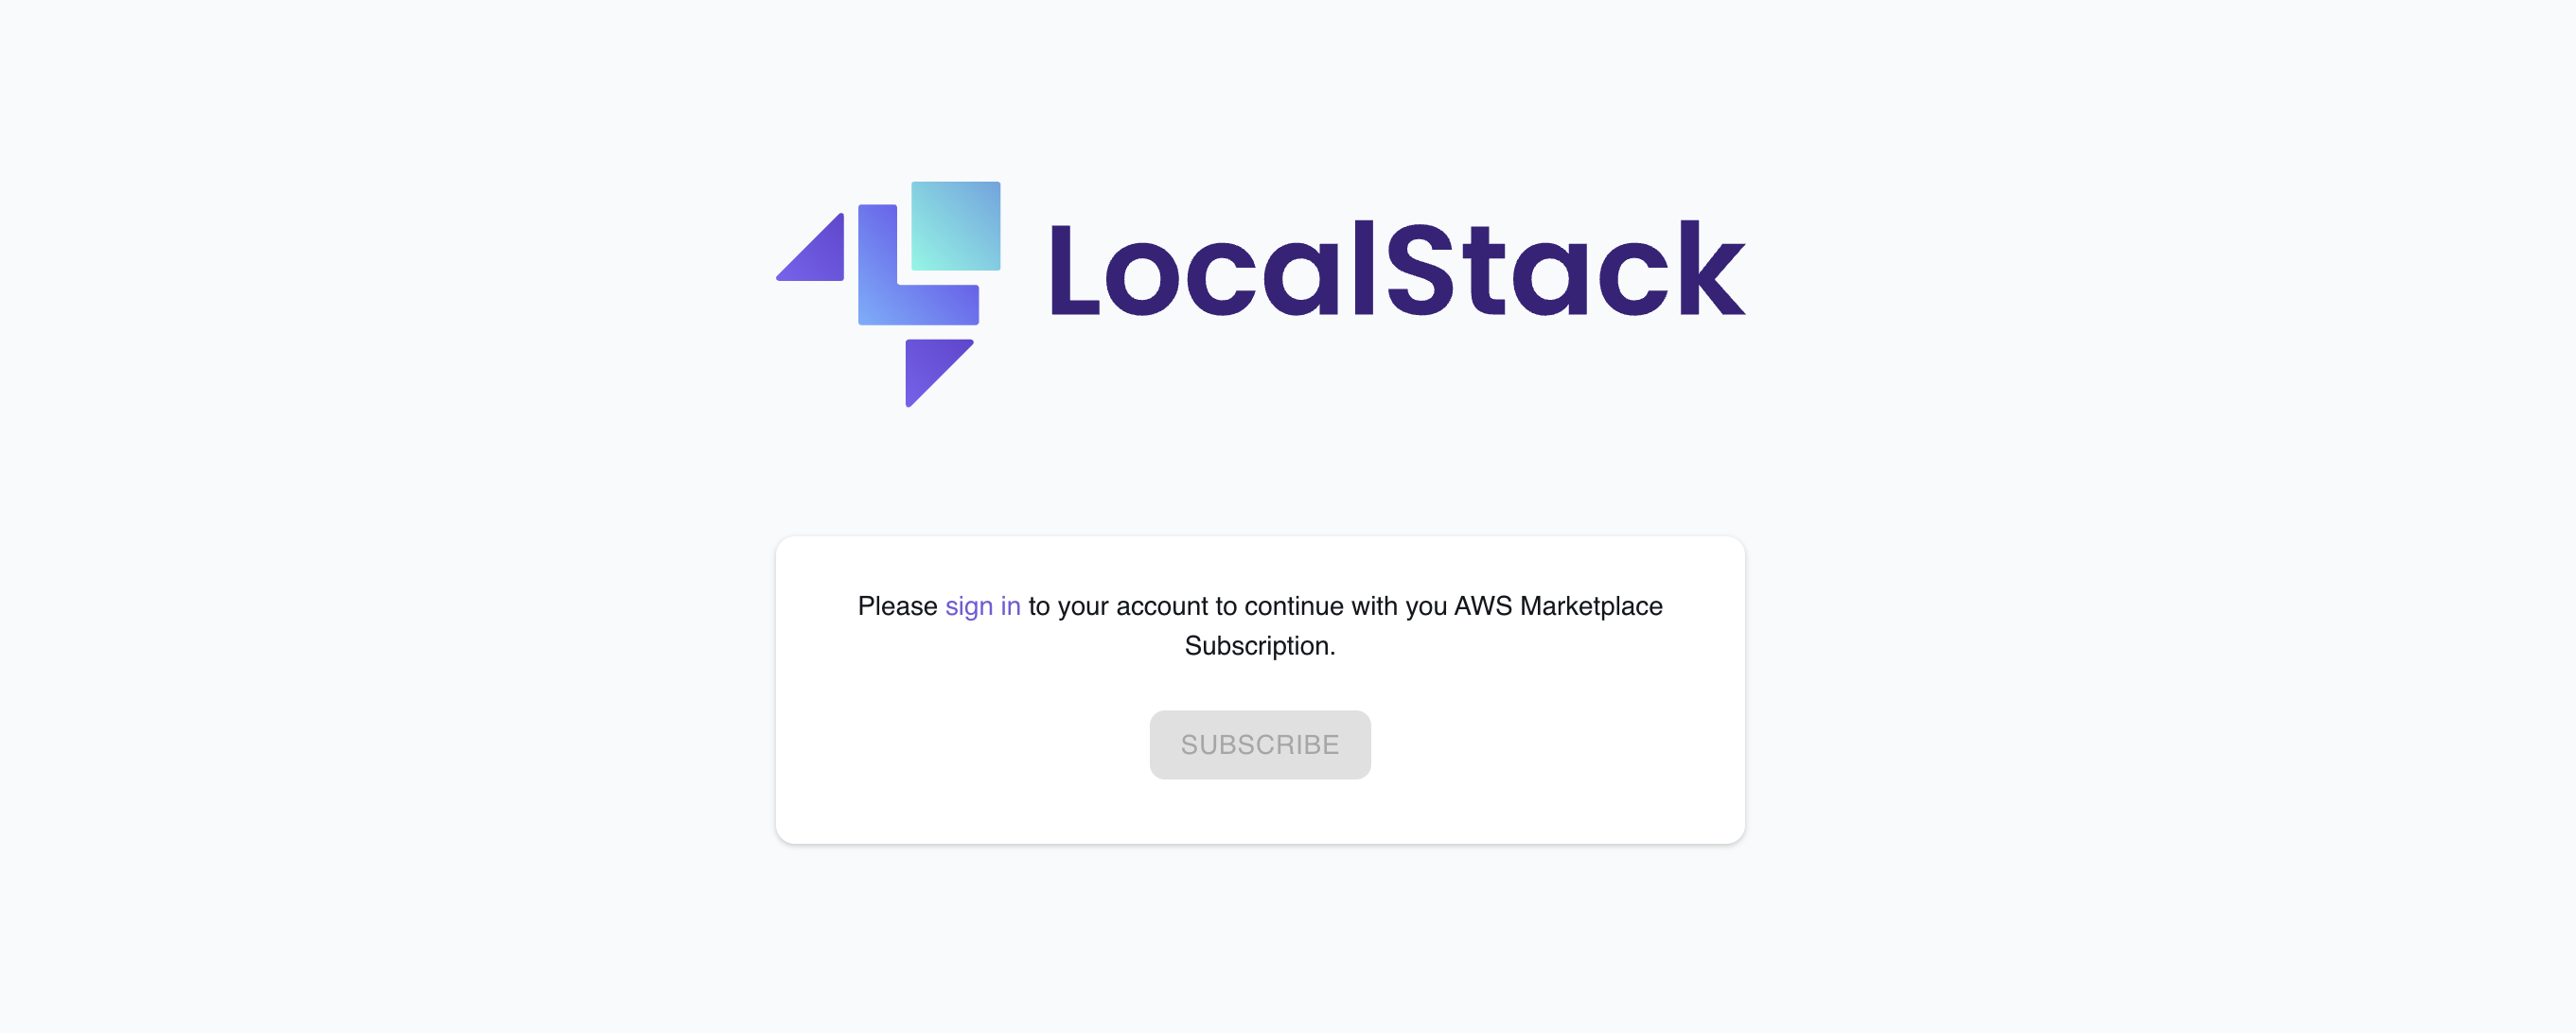 LocalStack
Please sign in to your account to continue with you AWS Marketplace
Subscription.
SUBSCRIBE